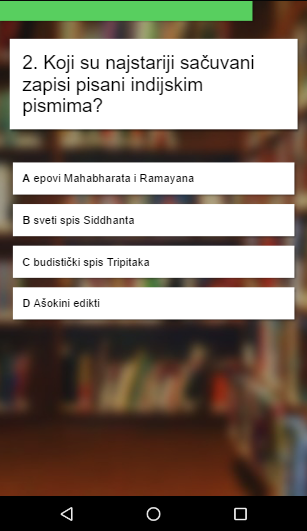 2. Koji su najstariji sačuvani
zapisi pisani indijskim
pismima?
A epovi Mahabharata i Ramayana
B sveti spis Siddhanta
C budistički spis Tripitaka
D Ašokini edikti